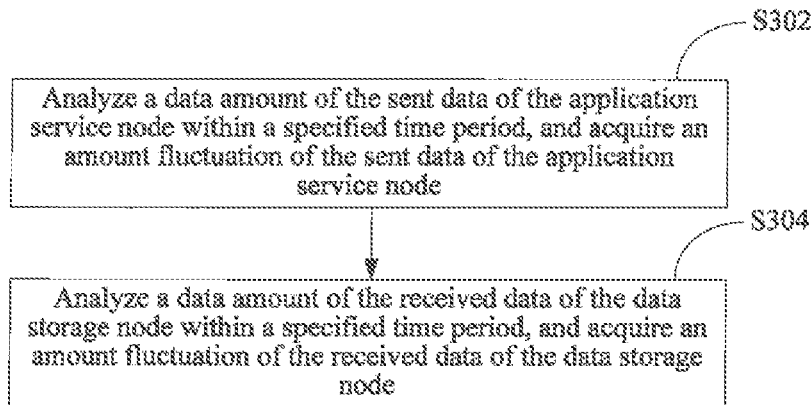 S302
Analyze a data amount of the sent data of the application
service node within a specified time period, and acquire an
amount fluctuation of the sent data of the application
service node
S304
Analyze a data amount of the received data of the data
storage node within a specified time period, and acquire an
amount fluctuation of the received data of the data storage
node